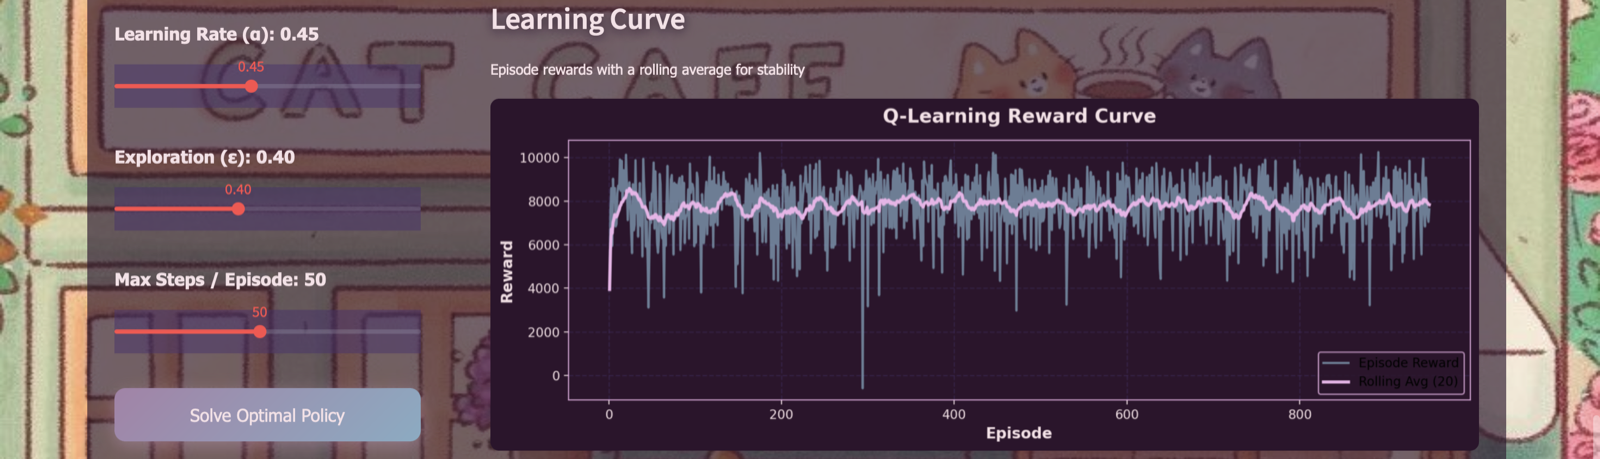 Learning Rate (α): 0.45
0.45
Exploration (ε): 0.40
0.40
Max Steps / Episode: 50
50
Solve Optimal Policy
CAT CAFE
Learning Curve
Episode rewards with a rolling average for stability
Q-Learning Reward Curve
Reward
10000
8000
6000
4000
2000
0
0 200 400 600 800
Episode
Episode Reward
Rolling Avg (20)